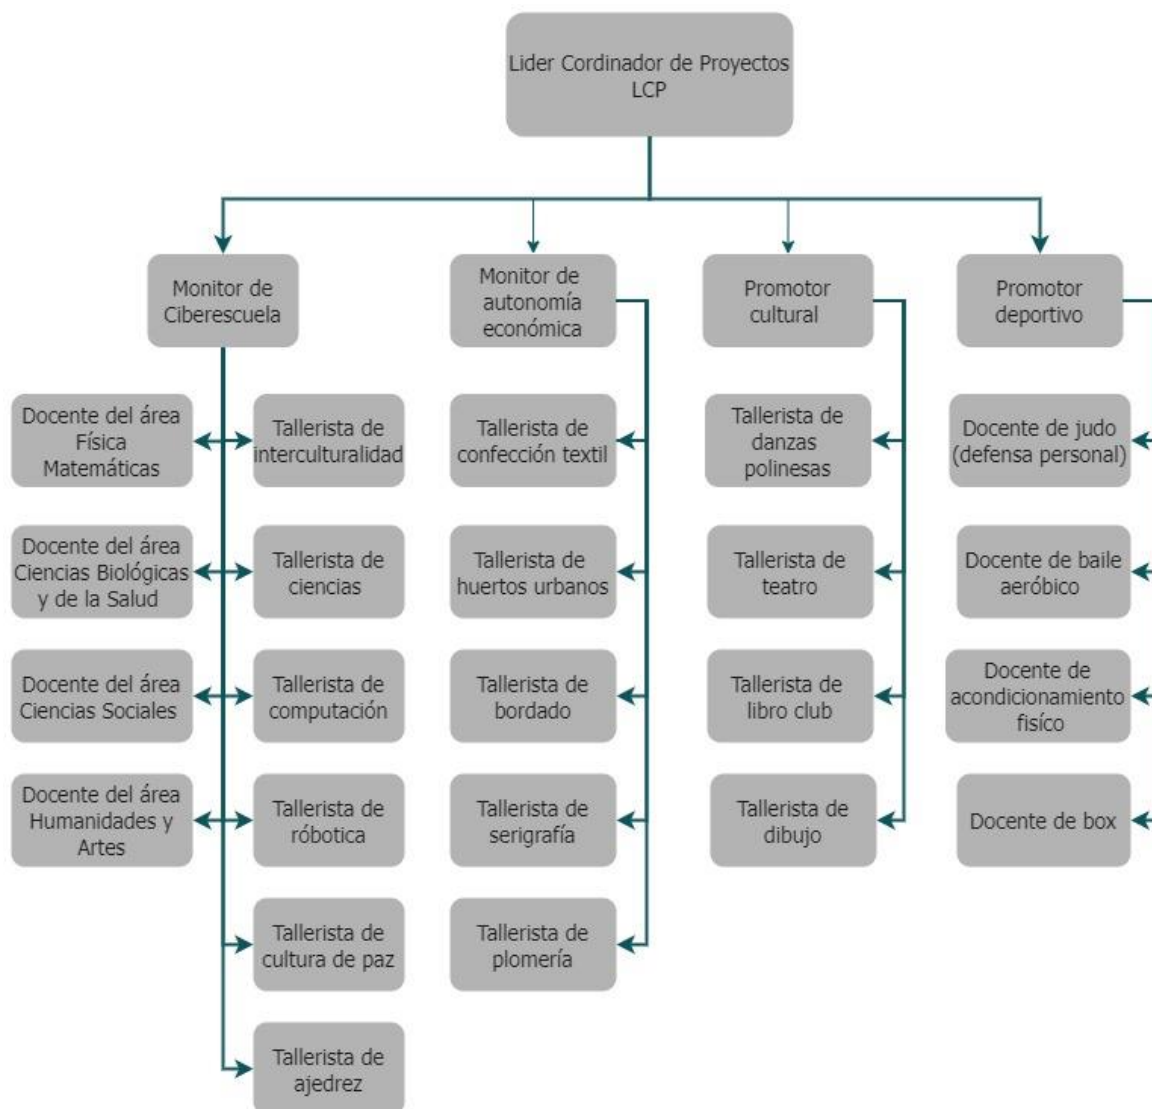 Lider Cordinador de Proyectos
LCP
Monitor de
Ciberescuela
Monitor de
autonomía
económica
Promotor
cultural
Promotor
deportivo
Docente del área
Física
Matemáticas
Tallerista de
interculturalidad
Tallerista de
confección textil
Tallerista de
danzas
polinesas
Docente de judo
(defensa personal)
Docente del área
Ciencias Biológicas
y de la Salud
Tallerista de
ciencias
Tallerista de
huertos urbanos
Tallerista de
teatro
Docente de baile
aeróbico
Docente del área
Ciencias Sociales
Tallerista de
computación
Tallerista de
bordado
Tallerista de
libro club
Docente de
acondicionamiento
fisíco
Docente del área
Humanidades y
Artes
Tallerista de
róbotica
Tallerista de
serigrafía
Tallerista de
dibujo
Docente de box
Tallerista de
cultura de paz
Tallerista de
plomería
Tallerista de
ajedrez